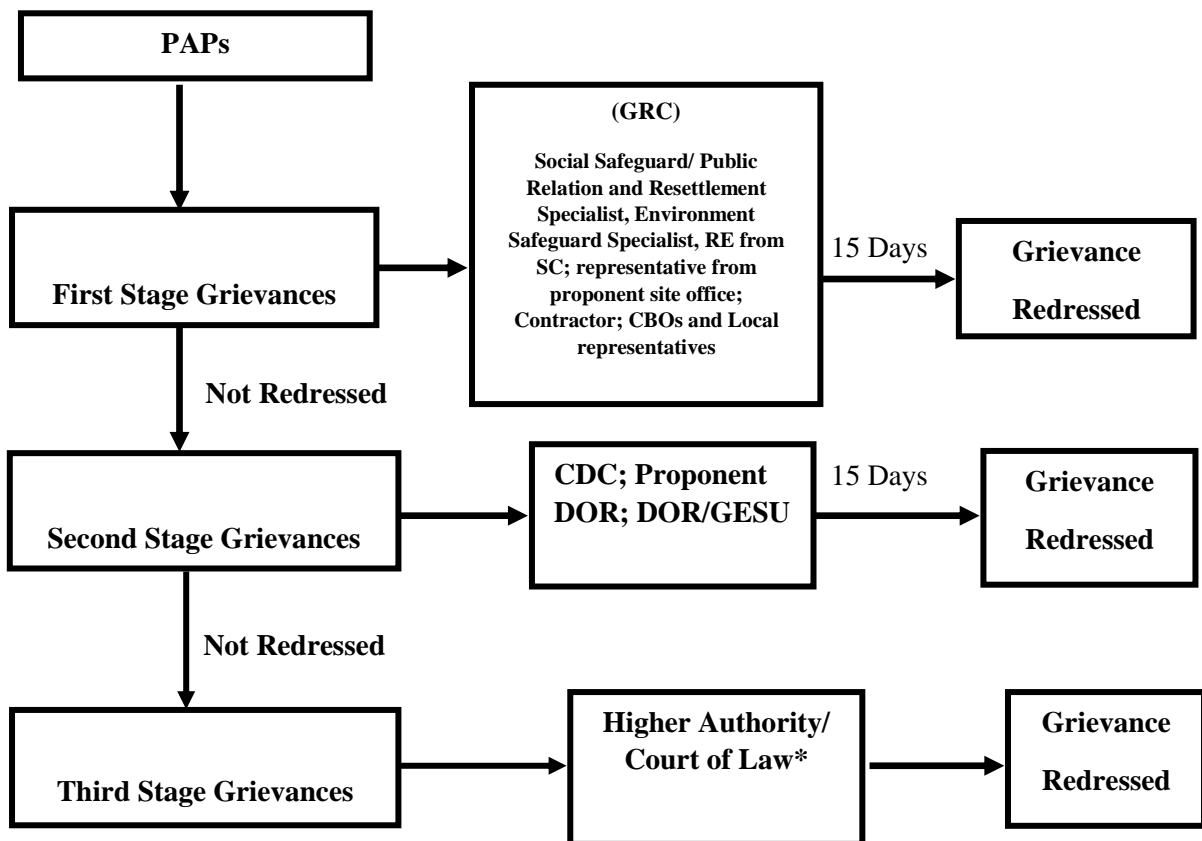 PAPs
(GRC)
Social Safeguard/ Public
Relation and Resettlement
Specialist, Environment
Safeguard Specialist, RE from
SC; representative from
proponent site office;
Contractor; CBOs and Local
representatives
First Stage Grievances
15 Days
Grievance
Redressed
Not Redressed
Second Stage Grievances
CDC; Proponent
DOR; DOR/GESU
15 Days
Grievance
Redressed
Not Redressed
Third Stage Grievances
Higher Authority/
Court of Law*
Grievance
Redressed